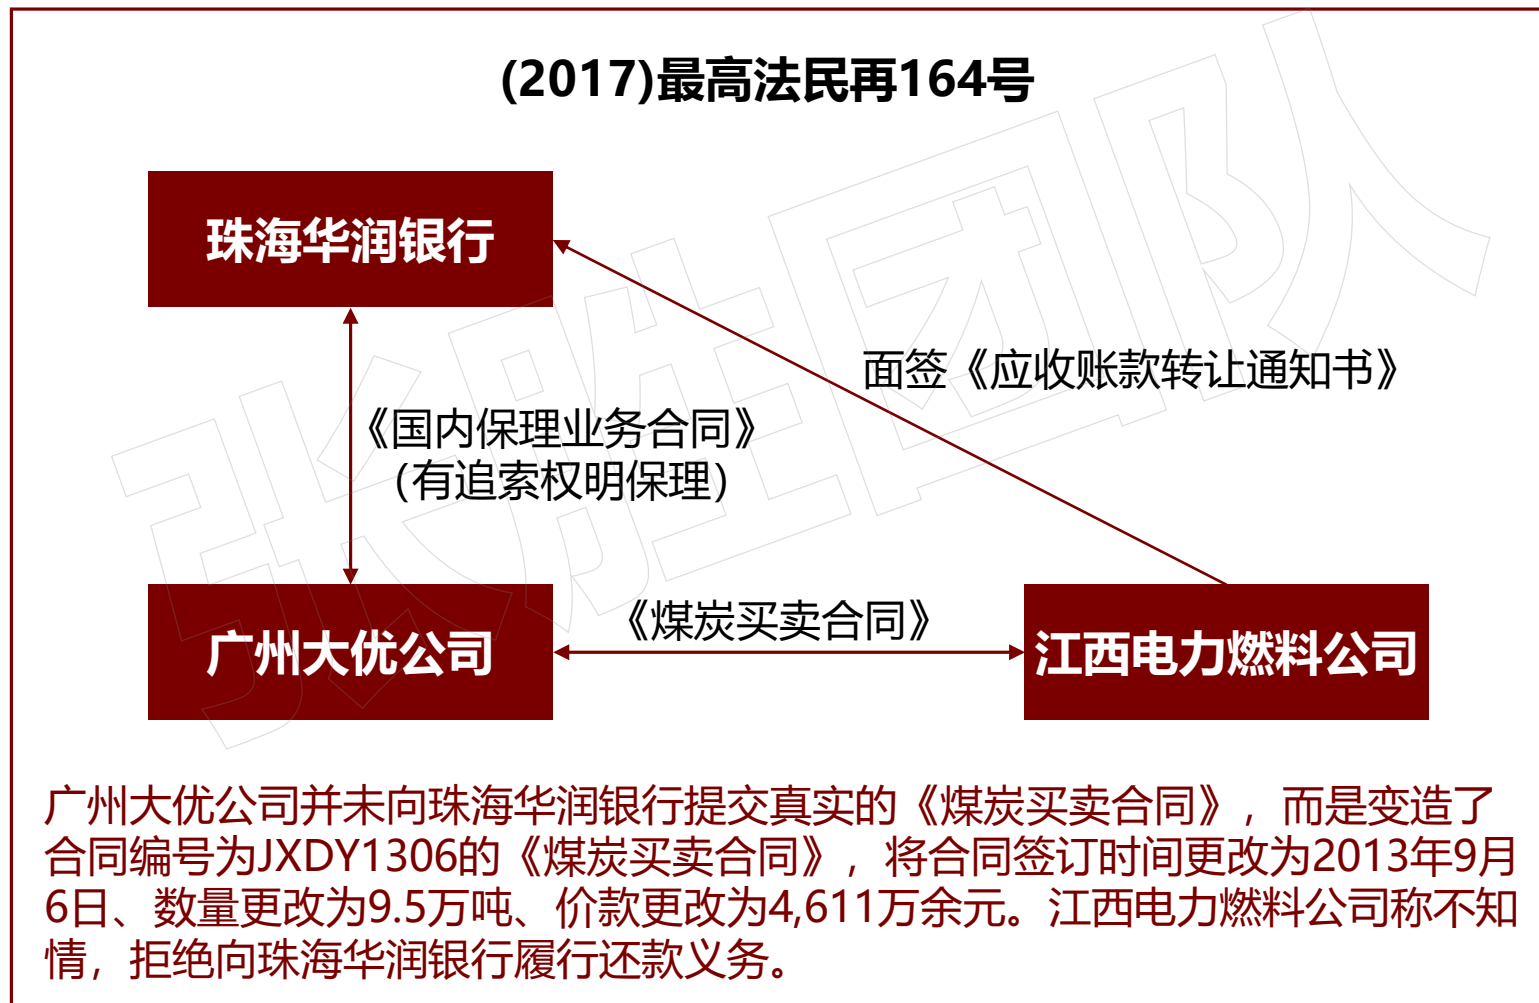 (2017)最高法民再164号
珠海华润银行
面签《应收账款转让通知书》
《国内保理业务合同》
（有追索权明保理）
《煤炭买卖合同》
广州大优公司
江西电力燃料公司
广州大优公司并未向珠海华润银行提交真实的《煤炭买卖合同》，而是变造了
合同编号为JXDY1306的《煤炭买卖合同》，将合同签订时间更改为2013年9月
6日、数量更改为9.5万吨、价款更改为4,611万余元。江西电力燃料公司称不知
情，拒绝向珠海华润银行履行还款义务。
张胜团队